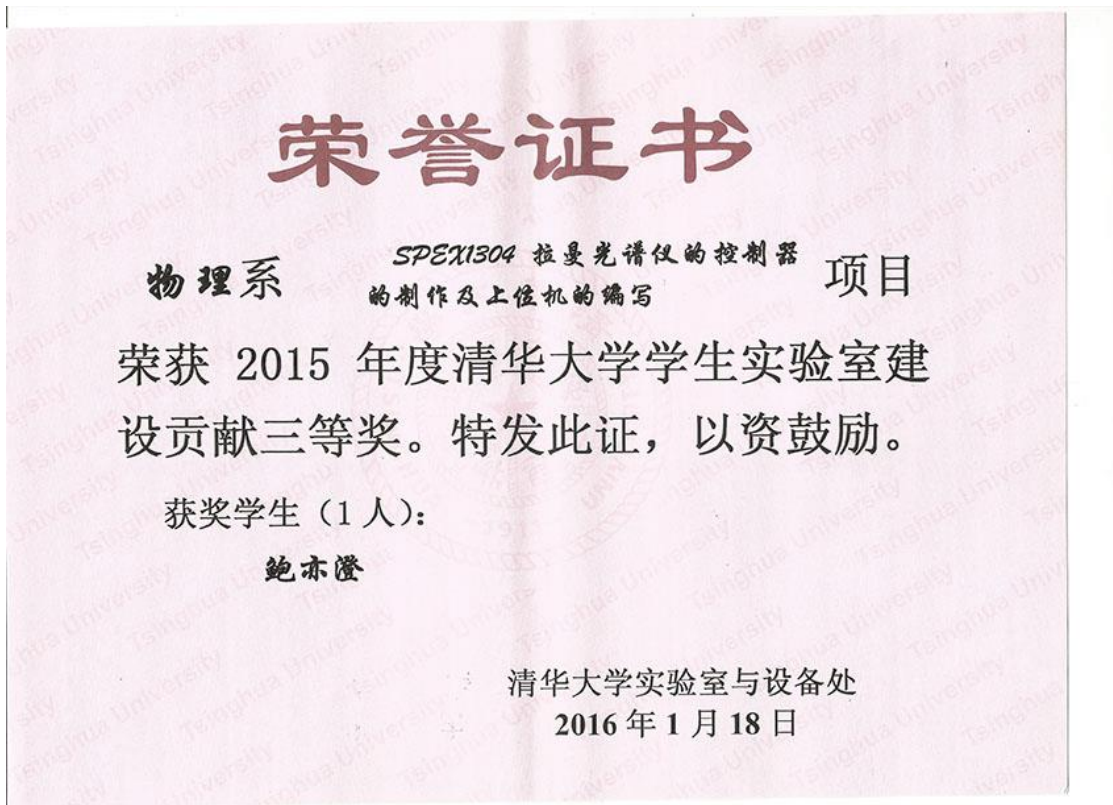 荣誉证书
物理系 SPEX1304 拉曼光谱仪的控制器的制作及上位机的编写 项目
荣获 2015 年度清华大学学生实验室建
设贡献三等奖。特发此证，以资鼓励。
获奖学生（1 人）：
鲍亦澄
清华大学实验室与设备处
2016 年 1 月 18 日
Tsinghua University